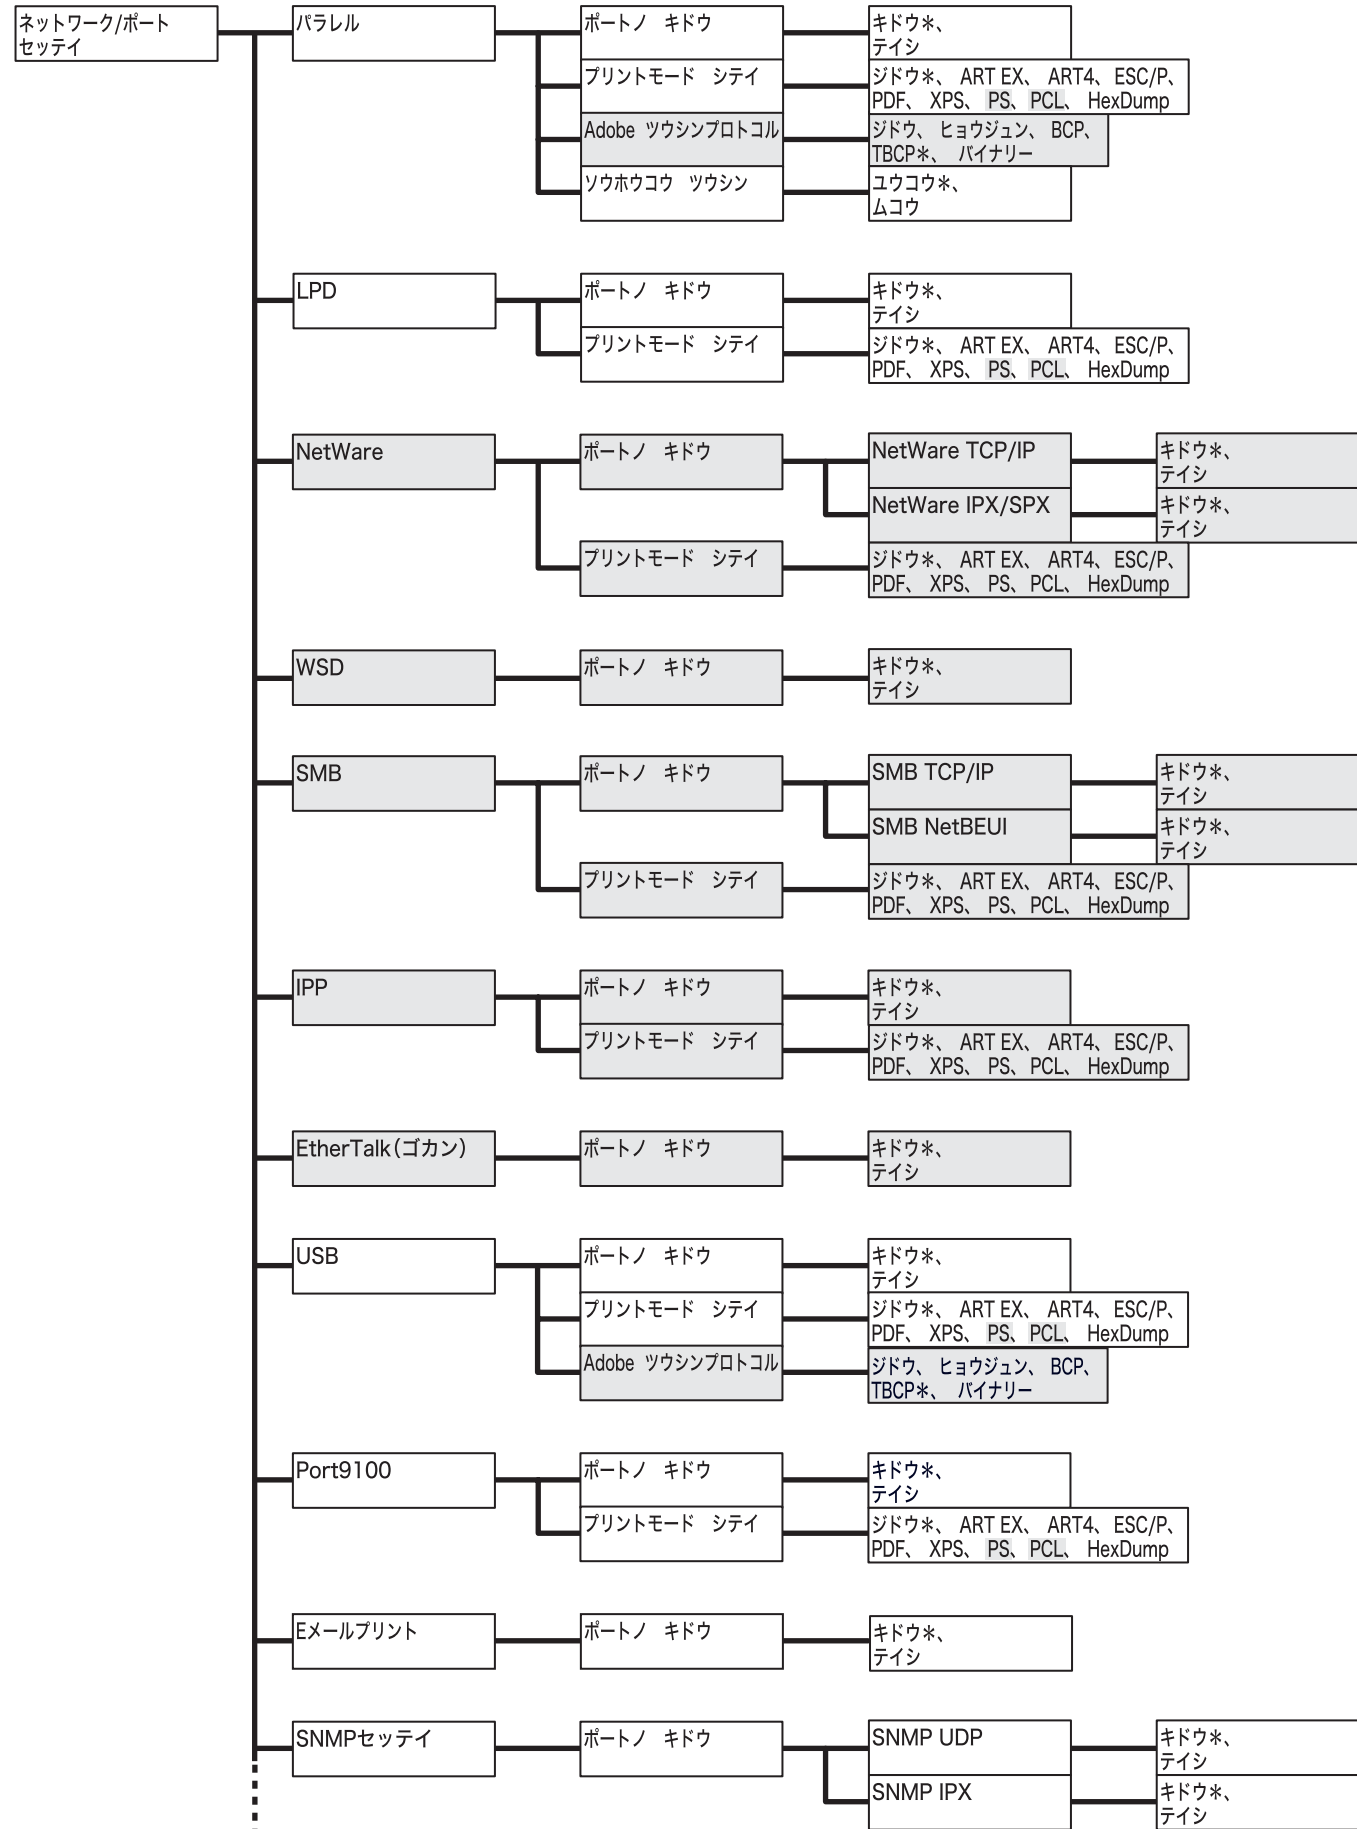 ネットワーク/ポート
セッテイ
パラレル
ポートノ　キドウ
キドウ＊、
テイシ
プリントモード　シテイ
ジドウ＊、 ART EX、 ART4、 ESC/P、
PDF、 XPS、 PS、 PCL、 HexDump
Adobe ツウシンプロトコル
ジドウ、 ヒョウジュン、 BCP、
TBCP＊、 バイナリー
ソウホウコウ　ツウシン
ユウコウ＊、
ムコウ
LPD
ポートノ　キドウ
キドウ＊、
テイシ
プリントモード　シテイ
ジドウ＊、 ART EX、 ART4、 ESC/P、
PDF、 XPS、 PS、 PCL、 HexDump
NetWare
ポートノ　キドウ
NetWare TCP/IP
キドウ＊、
テイシ
NetWare IPX/SPX
キドウ＊、
テイシ
プリントモード　シテイ
ジドウ＊、 ART EX、 ART4、 ESC/P、
PDF、 XPS、 PS、 PCL、 HexDump
WSD
ポートノ　キドウ
キドウ＊、
テイシ
SMB
ポートノ　キドウ
SMB TCP/IP
キドウ＊、
テイシ
SMB NetBEUI
キドウ＊、
テイシ
プリントモード　シテイ
ジドウ＊、 ART EX、 ART4、 ESC/P、
PDF、 XPS、 PS、 PCL、 HexDump
IPP
ポートノ　キドウ
キドウ＊、
テイシ
プリントモード　シテイ
ジドウ＊、 ART EX、 ART4、 ESC/P、
PDF、 XPS、 PS、 PCL、 HexDump
EtherTalk（ゴカン）
ポートノ　キドウ
キドウ＊、
テイシ
USB
ポートノ　キドウ
キドウ＊、
テイシ
プリントモード　シテイ
ジドウ＊、 ART EX、 ART4、 ESC/P、
PDF、 XPS、 PS、 PCL、 HexDump
Adobe ツウシンプロトコル
ジドウ、 ヒョウジュン、 BCP、
TBCP＊、 バイナリー
Port9100
ポートノ　キドウ
キドウ＊、
テイシ
プリントモード　シテイ
ジドウ＊、 ART EX、 ART4、 ESC/P、
PDF、 XPS、 PS、 PCL、 HexDump
Eメールプリント
ポートノ　キドウ
キドウ＊、
テイシ
SNMPセッテイ
ポートノ　キドウ
SNMP UDP
キドウ＊、
テイシ
SNMP IPX
キドウ＊、
テイシ